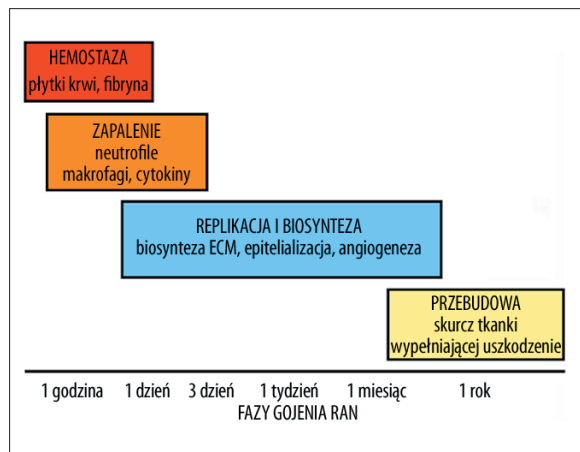 HEMOSTAZA
płytki krwi, fibryna
ZAPALENIE
neutrofile
makrofagi, cytokiny
REPLIKACJA I BIOSYNTEZA
biosynteza ECM, epitelializacja, angiogeneza
PRZEBUDOWA
skurcz tkanki
wypełniającej uszkodzenie
1 godzina 1 dzień 3 dzień 1 tydzień 1 miesiąc 1 rok
FAZY GOJENIA RAN